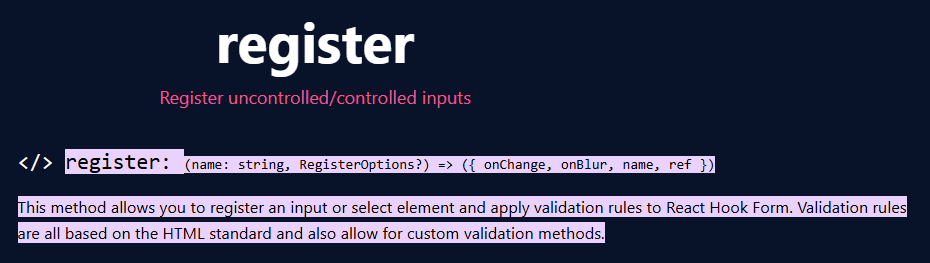 register
Register uncontrolled/controlled inputs
</> register: (name: string, RegisterOptions?) => ({ onChange, onBlur, name, ref })
This method allows you to register an input or select element and apply validation rules to React Hook Form. Validation rules
are all based on the HTML standard and also allow for custom validation methods.